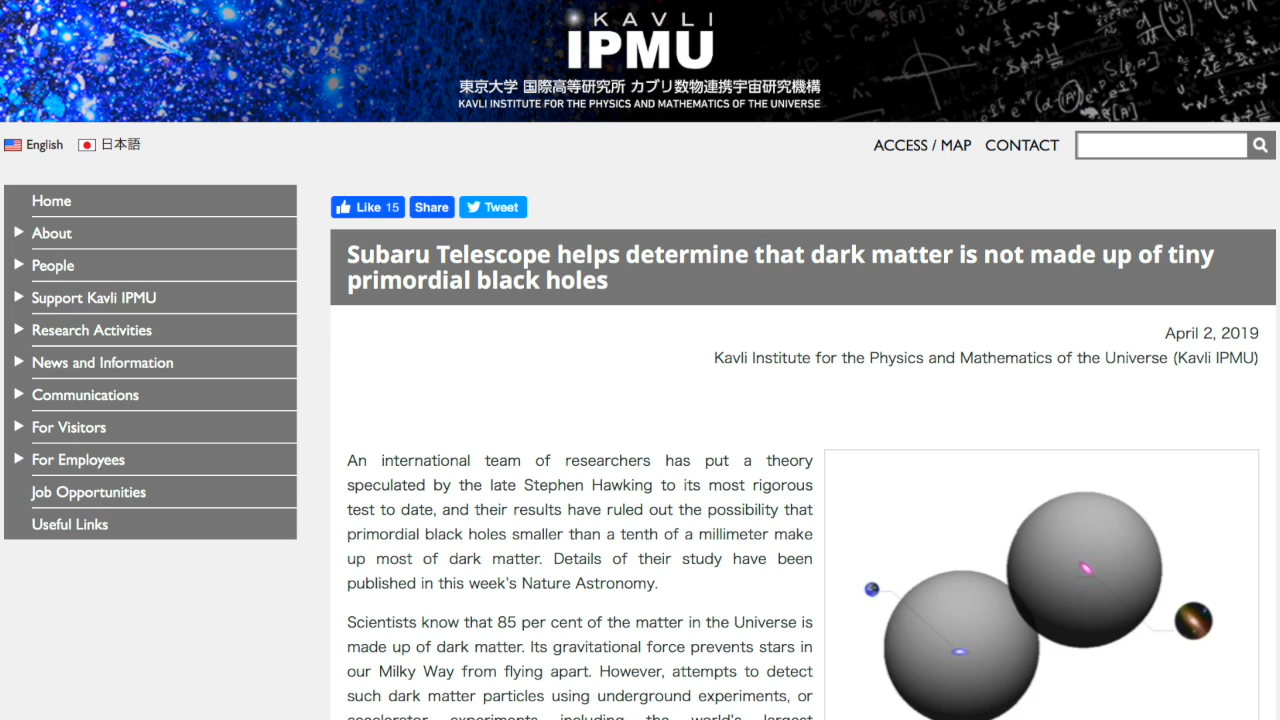 KAVLI
IPMU
東京大学 国際高等研究所 カブリ数物連携宇宙研究機構
KAVLI INSTITUTE FOR THE PHYSICS AND MATHEMATICS OF THE UNIVERSE
English 日本語
ACCESS / MAP CONTACT
Home
About
People
Support Kavli IPMU
Research Activities
News and Information
Communications
For Visitors
For Employees
Job Opportunities
Useful Links
Like 15 Share Tweet
Subaru Telescope helps determine that dark matter is not made up of tiny
primordial black holes
April 2, 2019
Kavli Institute for the Physics and Mathematics of the Universe (Kavli IPMU)
An international team of researchers has put a theory
speculated by the late Stephen Hawking to its most rigorous
test to date, and their results have ruled out the possibility that
primordial black holes smaller than a tenth of a millimeter make
up most of dark matter. Details of their study have been
published in this week's Nature Astronomy.
Scientists know that 85 per cent of the matter in the Universe is
made up of dark matter. Its gravitational force prevents stars in
our Milky Way from flying apart. However, attempts to detect
such dark matter particles using underground experiments, or
accelerator experiments including the world's largest